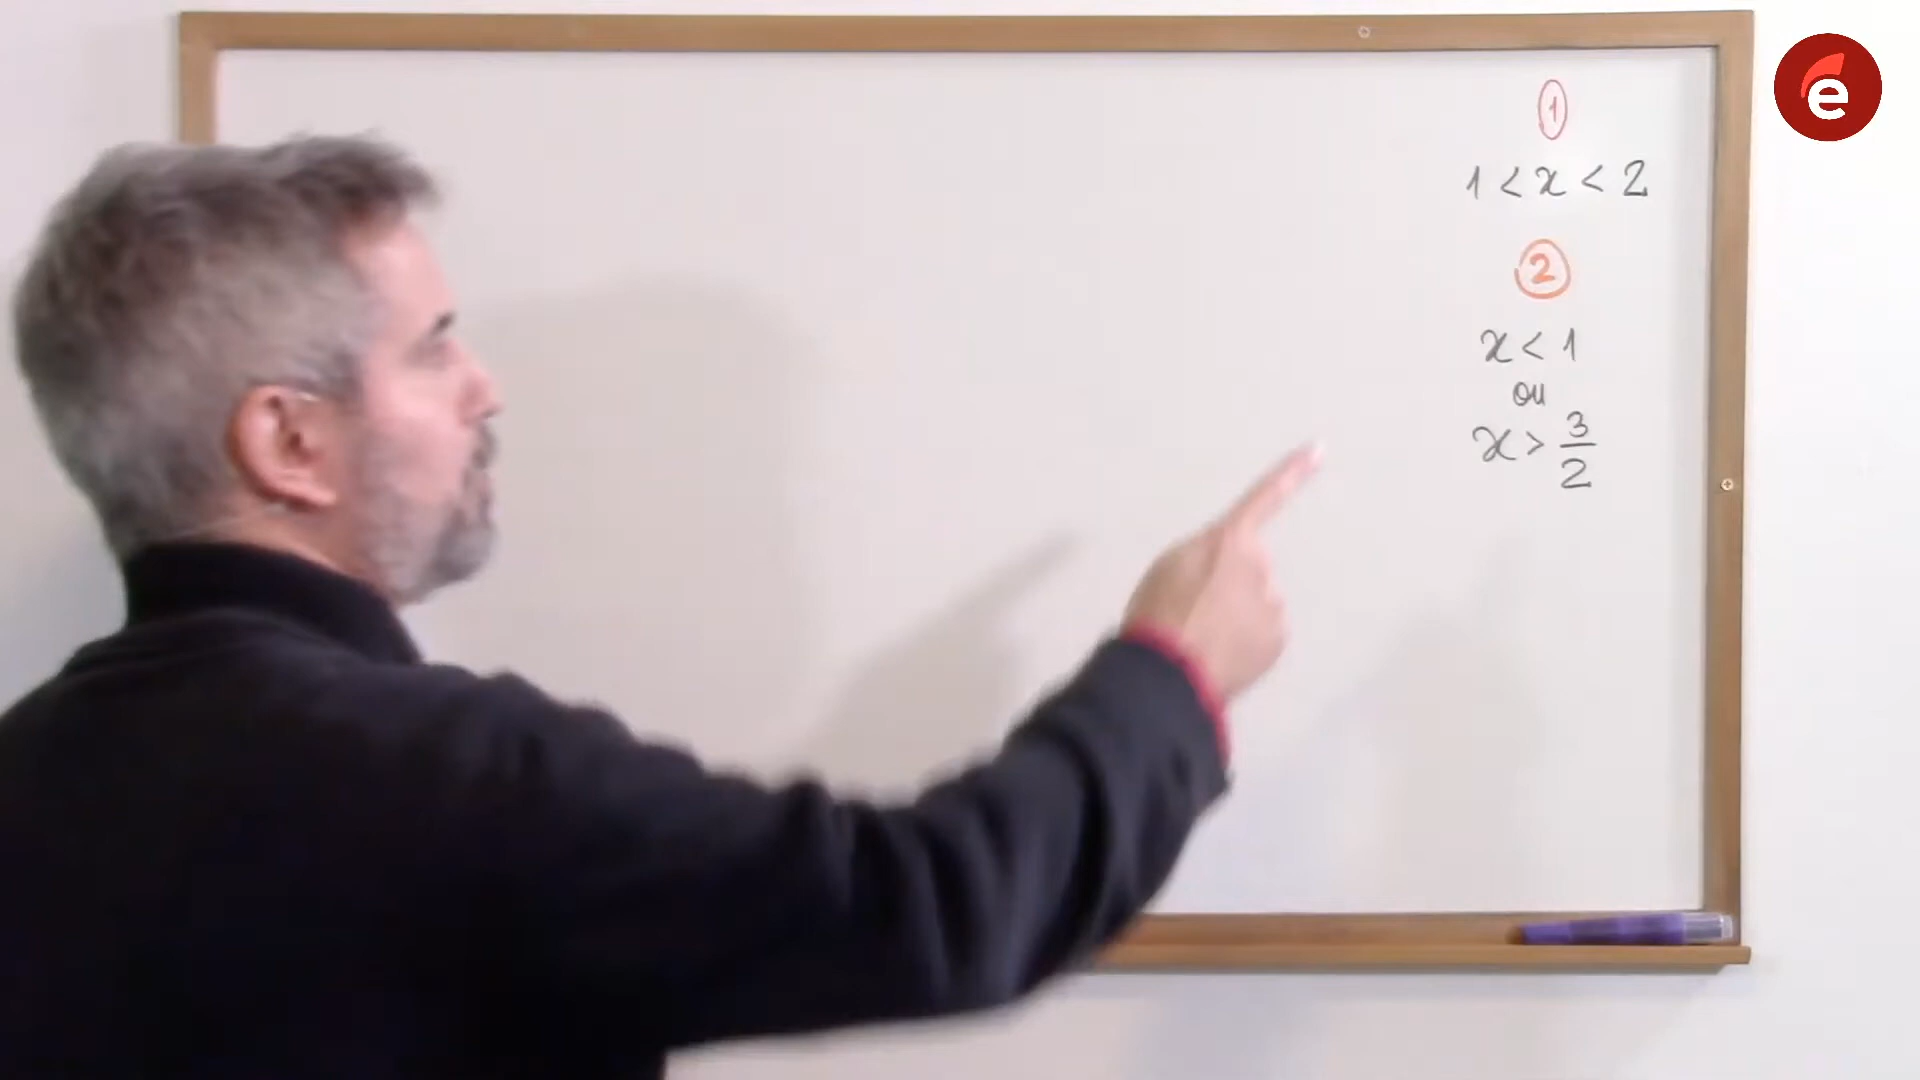 e
1
1 < x < 2
2
x < 1
ou
x > 3/2